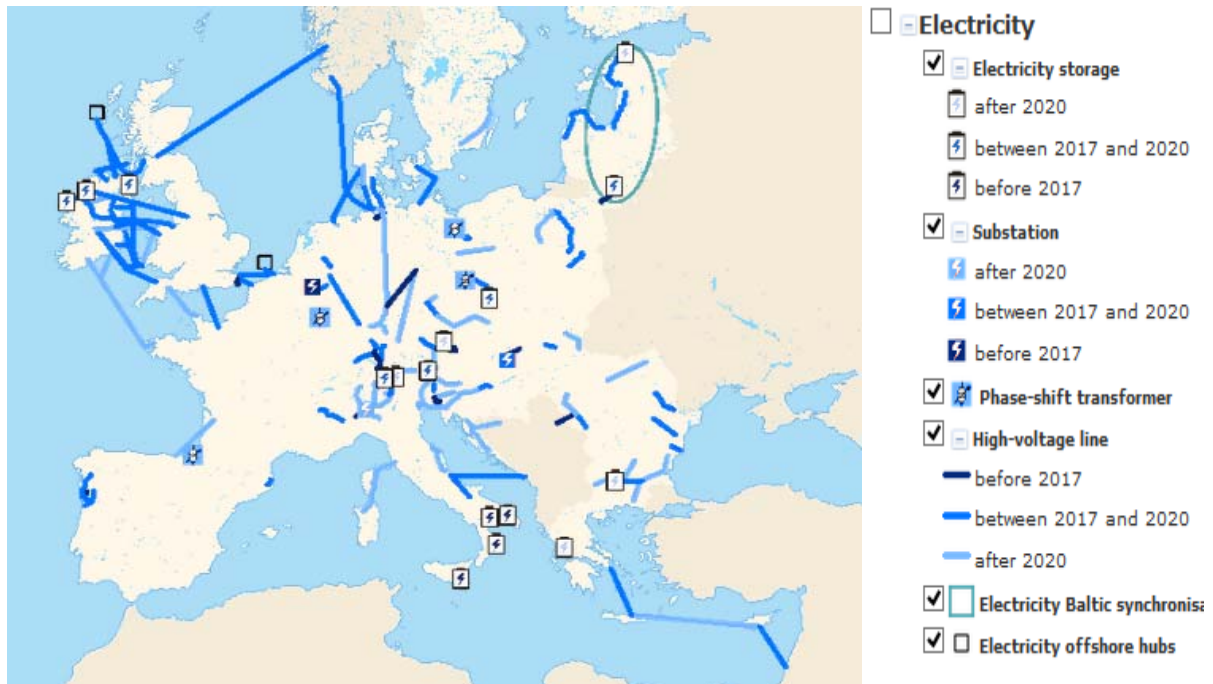 Electricity
Electricity storage
after 2020
between 2017 and 2020
before 2017
Substation
after 2020
between 2017 and 2020
before 2017
Phase-shift transformer
High-voltage line
before 2017
between 2017 and 2020
after 2020
Electricity Baltic synchronisa
Electricity offshore hubs